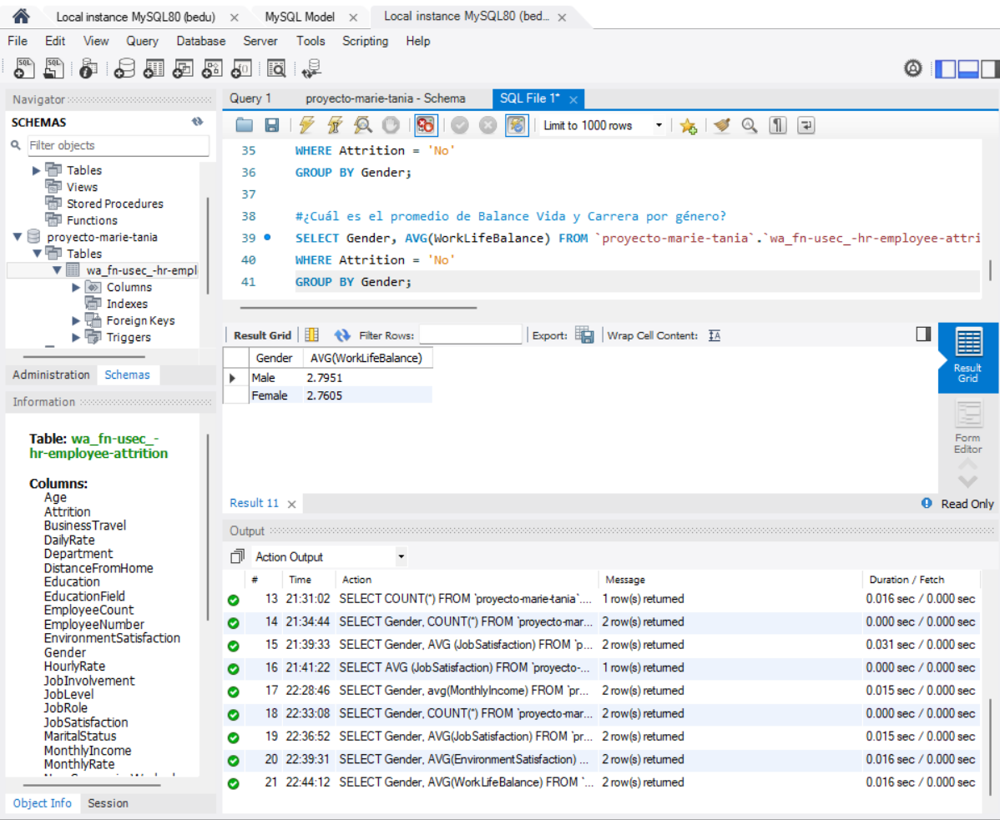 Local instance MySQL80 (bedu) × MySQL Model × Local instance MySQL80 (bed... ×
File Edit View Query Database Server Tools Scripting Help
Navigator Query 1 proyecto-marie-tania - Schema SQL File 1* ×
SCHEMAS
Limit to 1000 rows
Filter objects
Tables
Views
Stored Procedures
Functions
proyecto-marie-tania
Tables
wa_fn-usec_-hr-empl
Columns
Indexes
Foreign Keys
Triggers
35 WHERE Attrition = 'No'
36 GROUP BY Gender;
37
38 #¿Cuál es el promedio de Balance Vida y Carrera por género?
39 SELECT Gender, AVG(WorkLifeBalance) FROM `proyecto-marie-tania`.`wa_fn-usec_-hr-employee-attri
40 WHERE Attrition = 'No'
41 GROUP BY Gender;
Result Grid Filter Rows: Export: Wrap Cell Content:
Gender AVG(WorkLifeBalance)
Male 2.7951
Female 2.7605
Result
Grid
Form
Editor
Administration Schemas
Information
Table: wa_fn-usec_-
hr-employee-attrition
Columns:
Age
Attrition
BusinessTravel
DailyRate
Department
DistanceFromHome
Education
EducationField
EmployeeCount
EmployeeNumber
EnvironmentSatisfaction
Gender
HourlyRate
JobInvolvement
JobLevel
JobRole
JobSatisfaction
MaritalStatus
MonthlyIncome
MonthlyRate
Object Info Session
Result 11 × Read Only
Output
Action Output
# Time Action Message Duration / Fetch
13 21:31:02 SELECT COUNT(*) FROM `proyecto-marie-tania`.... 1 row(s) returned 0.016 sec / 0.000 sec
14 21:34:44 SELECT Gender, COUNT(*) FROM `proyecto-mar... 2 row(s) returned 0.000 sec / 0.000 sec
15 21:39:33 SELECT Gender, AVG (JobSatisfaction) FROM `p... 2 row(s) returned 0.031 sec / 0.000 sec
16 21:41:22 SELECT AVG (JobSatisfaction) FROM `proyecto-... 1 row(s) returned 0.000 sec / 0.000 sec
17 22:28:46 SELECT Gender, avg(MonthlyIncome) FROM `pr... 2 row(s) returned 0.015 sec / 0.000 sec
18 22:33:08 SELECT Gender, COUNT(*) FROM `proyecto-mar... 2 row(s) returned 0.000 sec / 0.000 sec
19 22:36:52 SELECT Gender, AVG(JobSatisfaction) FROM `pr... 2 row(s) returned 0.015 sec / 0.000 sec
20 22:39:31 SELECT Gender, AVG(EnvironmentSatisfaction) ... 2 row(s) returned 0.016 sec / 0.000 sec
21 22:44:12 SELECT Gender, AVG(WorkLifeBalance) FROM `... 2 row(s) returned 0.016 sec / 0.000 sec